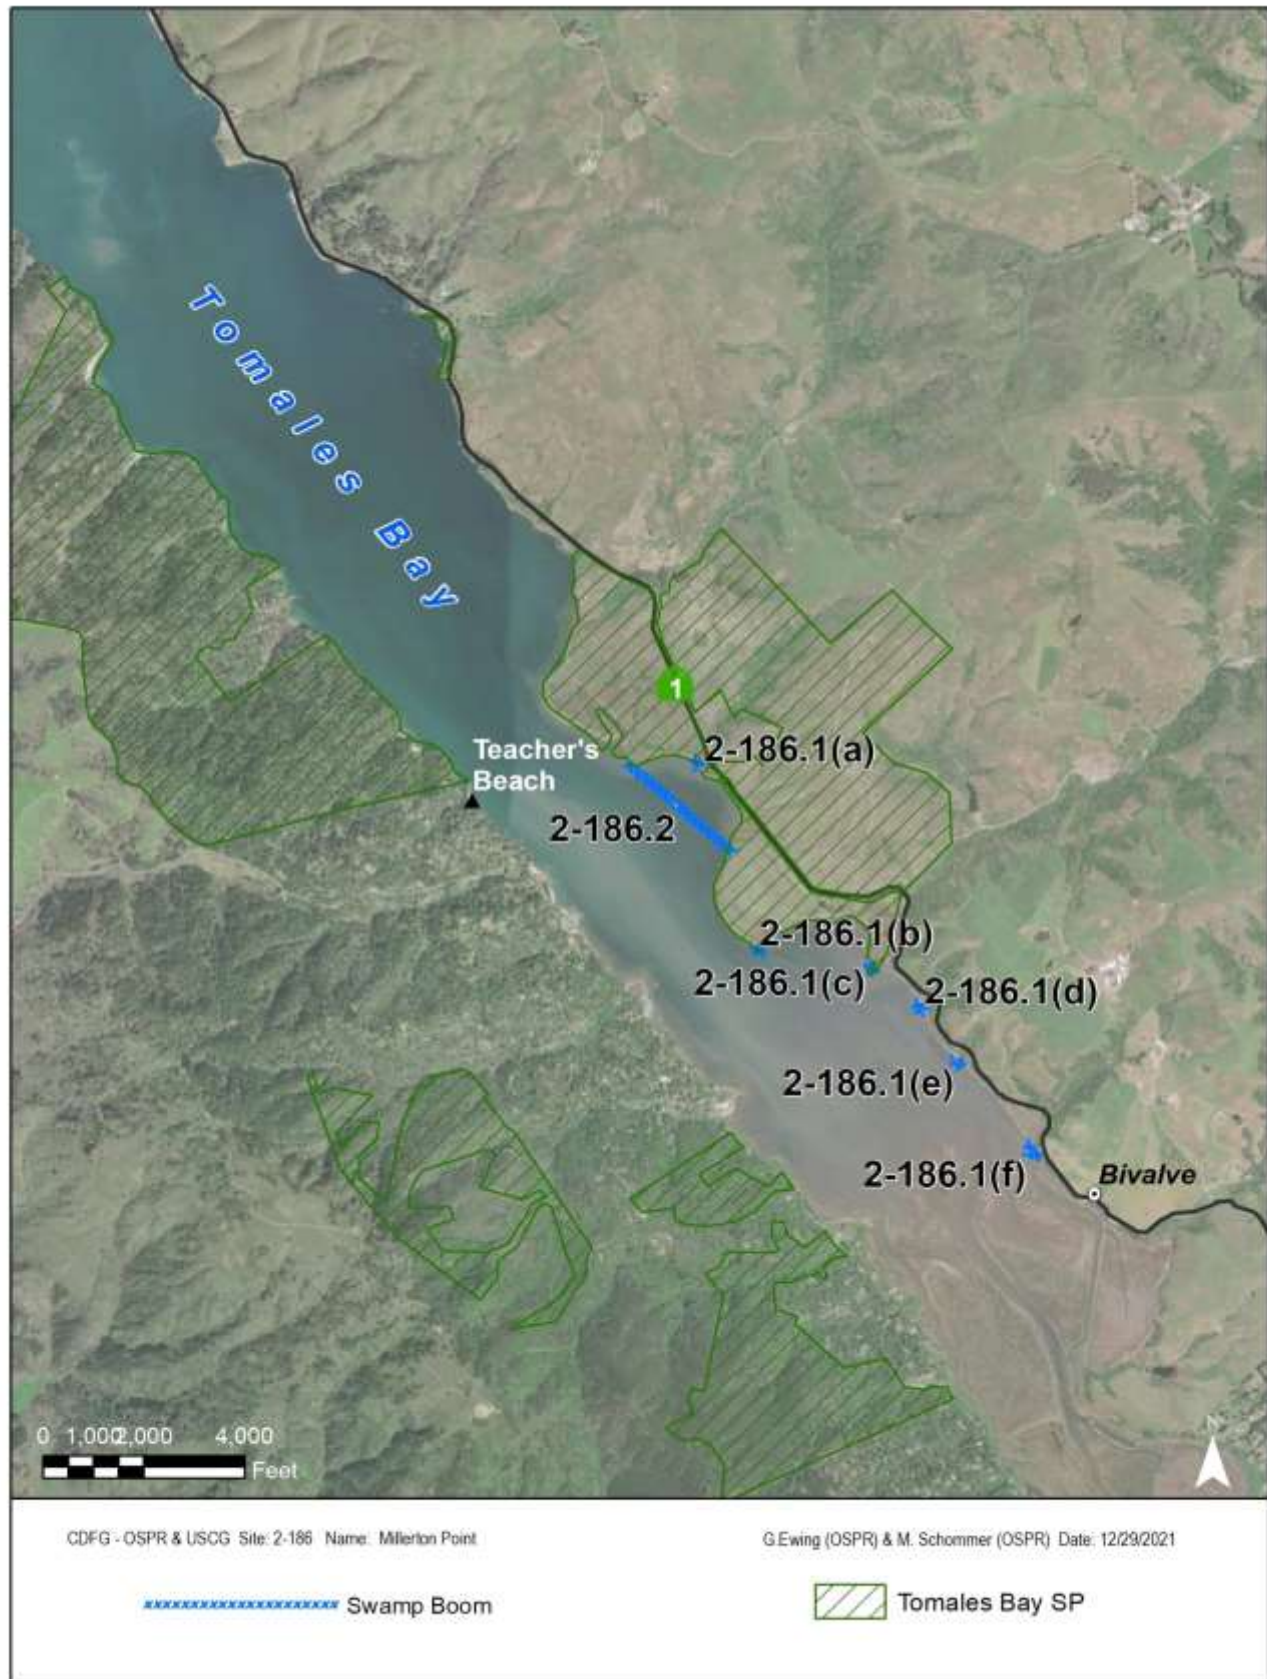 Tomales Bay
1
Teacher's
Beach
2-186.1(a)
2-186.2
2-186.1(b)
2-186.1(c)
2-186.1(d)
2-186.1(e)
2-186.1(f)
Bivalve
0 1,000 2,000 4,000
Feet
N
CDFG - OSPR & USCG Site: 2-186 Name: Millerton Point
G.Ewing (OSPR) & M. Schommer (OSPR) Date: 12/29/2021
Swamp Boom
Tomales Bay SP